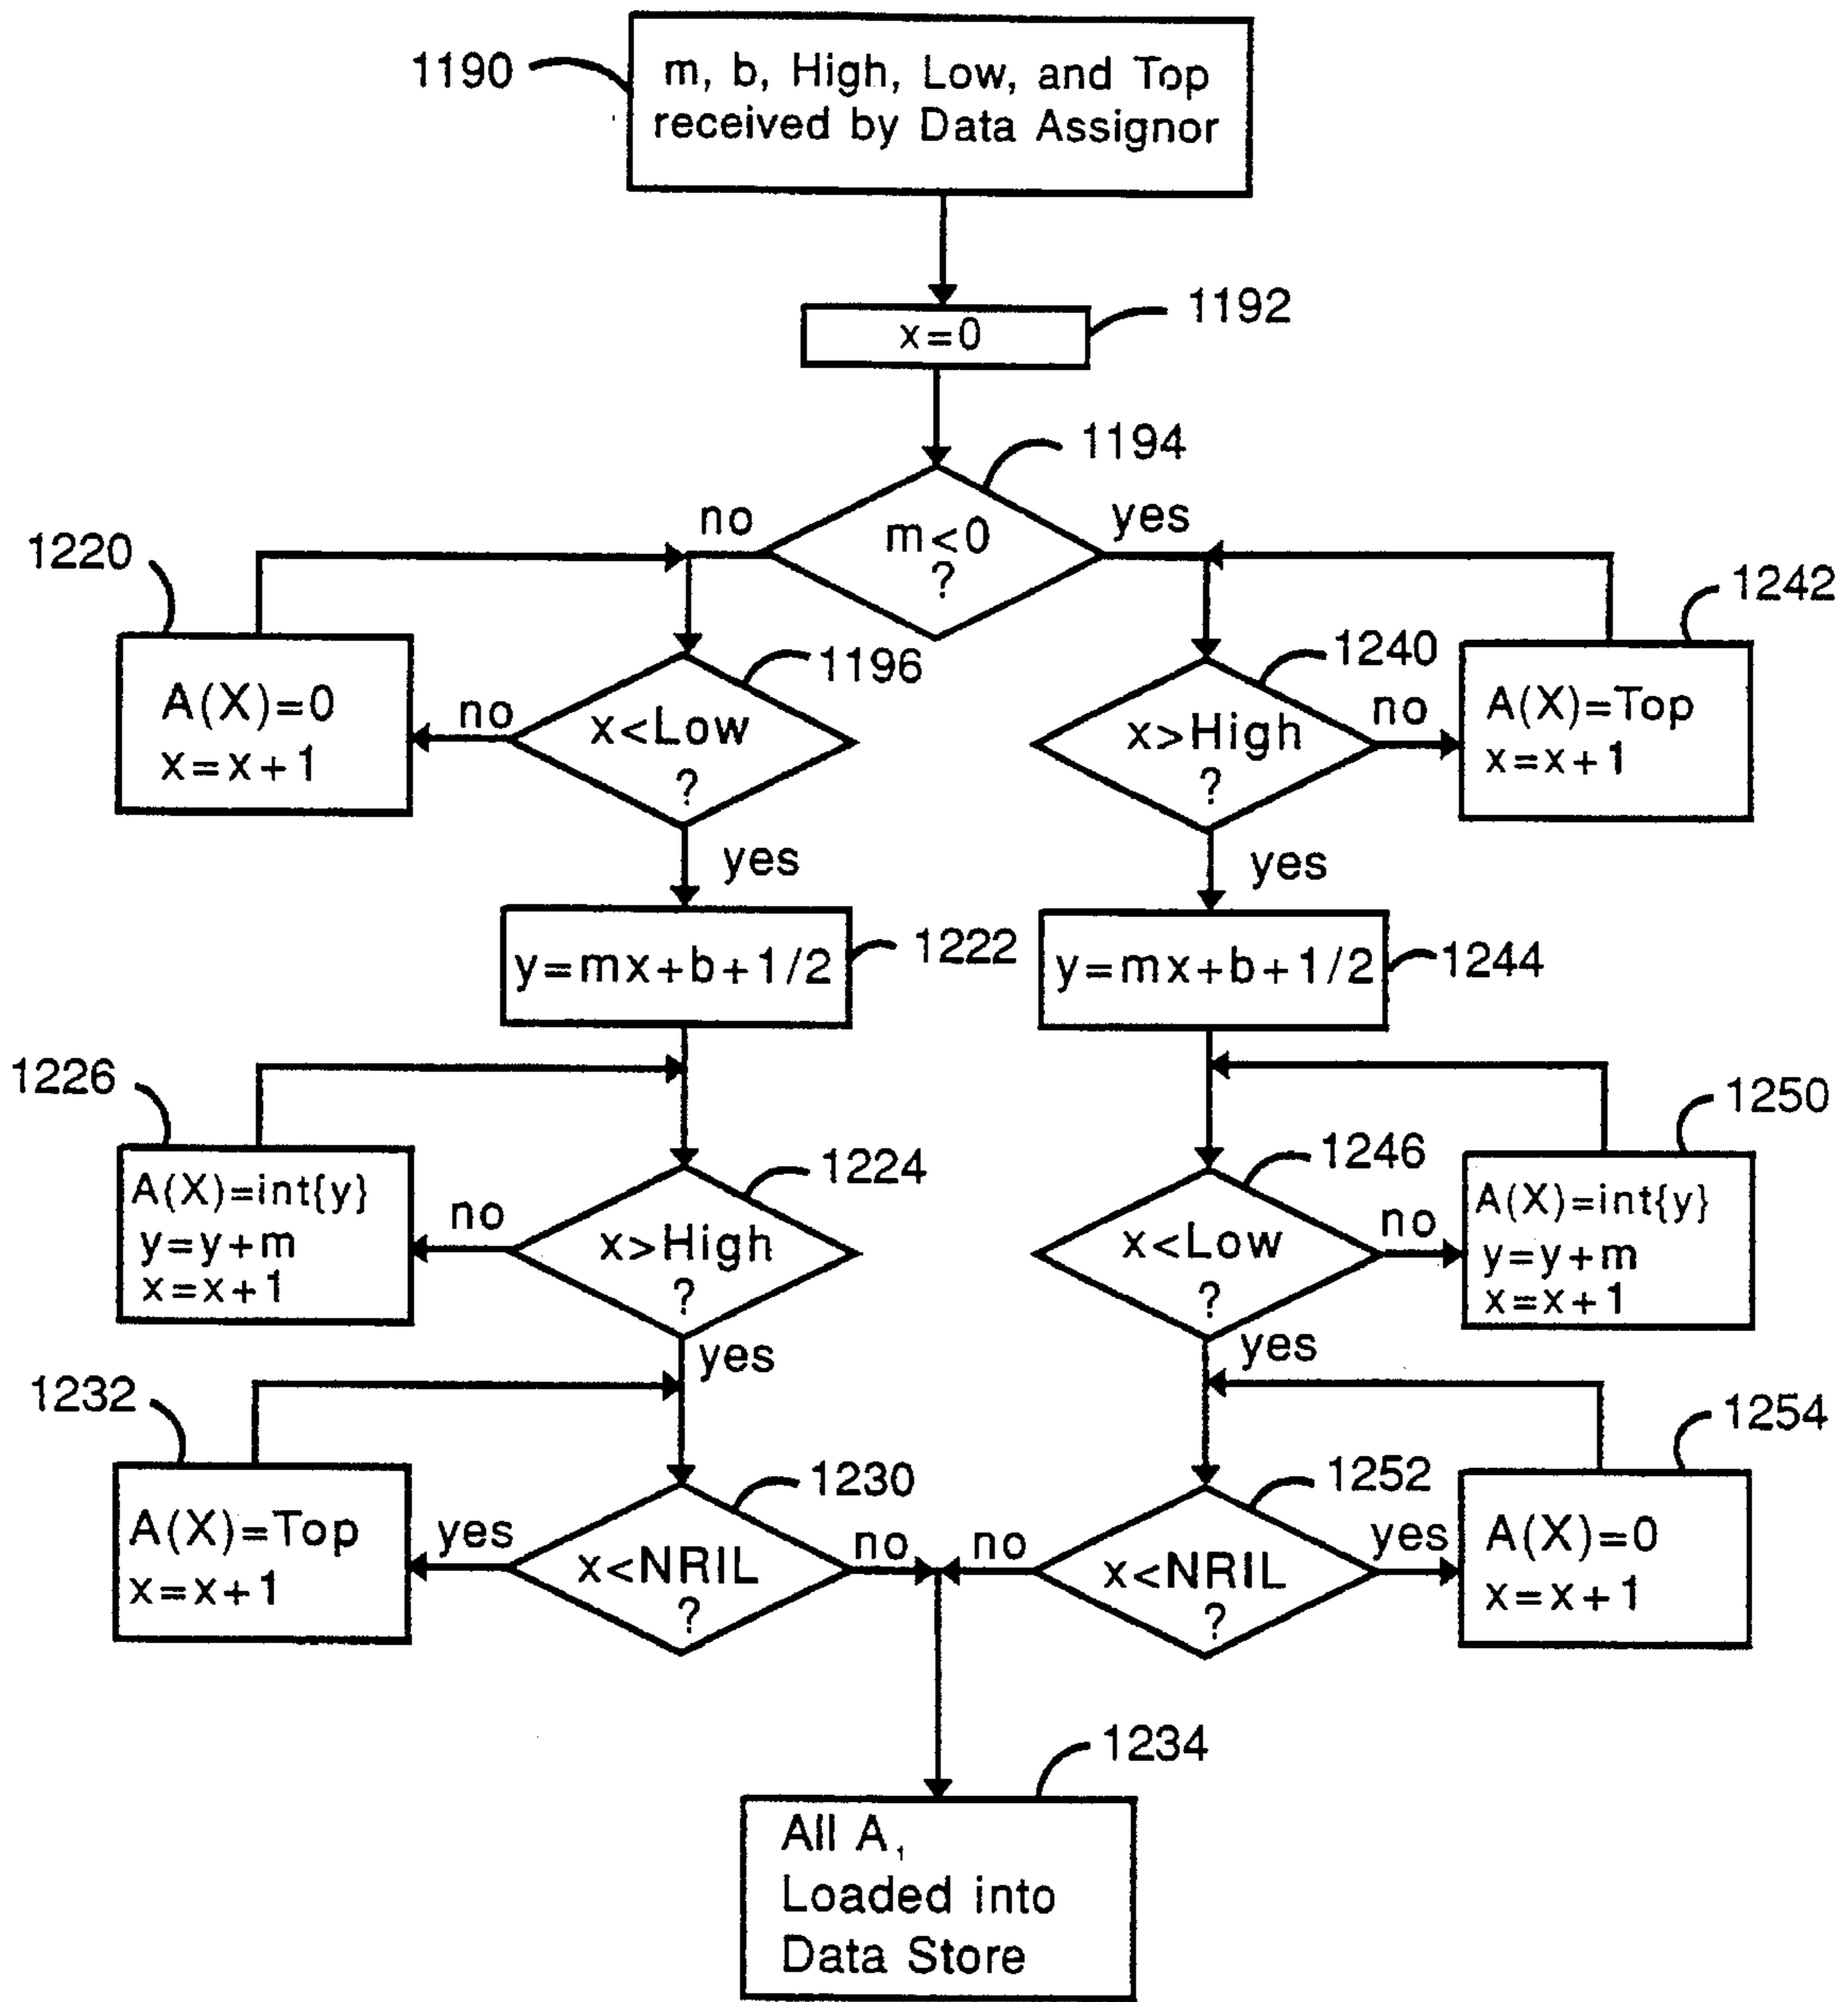 1190
m, b, High, Low, and Top
received by Data Assignor
1192
x=0
1194
no
m<0
?
yes
1220
1242
A(X)=0
x=x+1
no
x<Low
?
1196
1240
x>High
?
no
A(X)=Top
x=x+1
yes
yes
y=mx+b+1/2
1222
y=mx+b+1/2
1244
1226
1250
A(X)=int{y}
y=y+m
x=x+1
no
1224
x>High
?
1246
x<Low
?
no
A(X)=int{y}
y=y+m
x=x+1
yes
yes
1232
1254
A(X)=Top
x=x+1
yes
1230
x<NRIL
?
no
no
1252
x<NRIL
?
yes
A(X)=0
x=x+1
1234
All A
Loaded into
Data Store